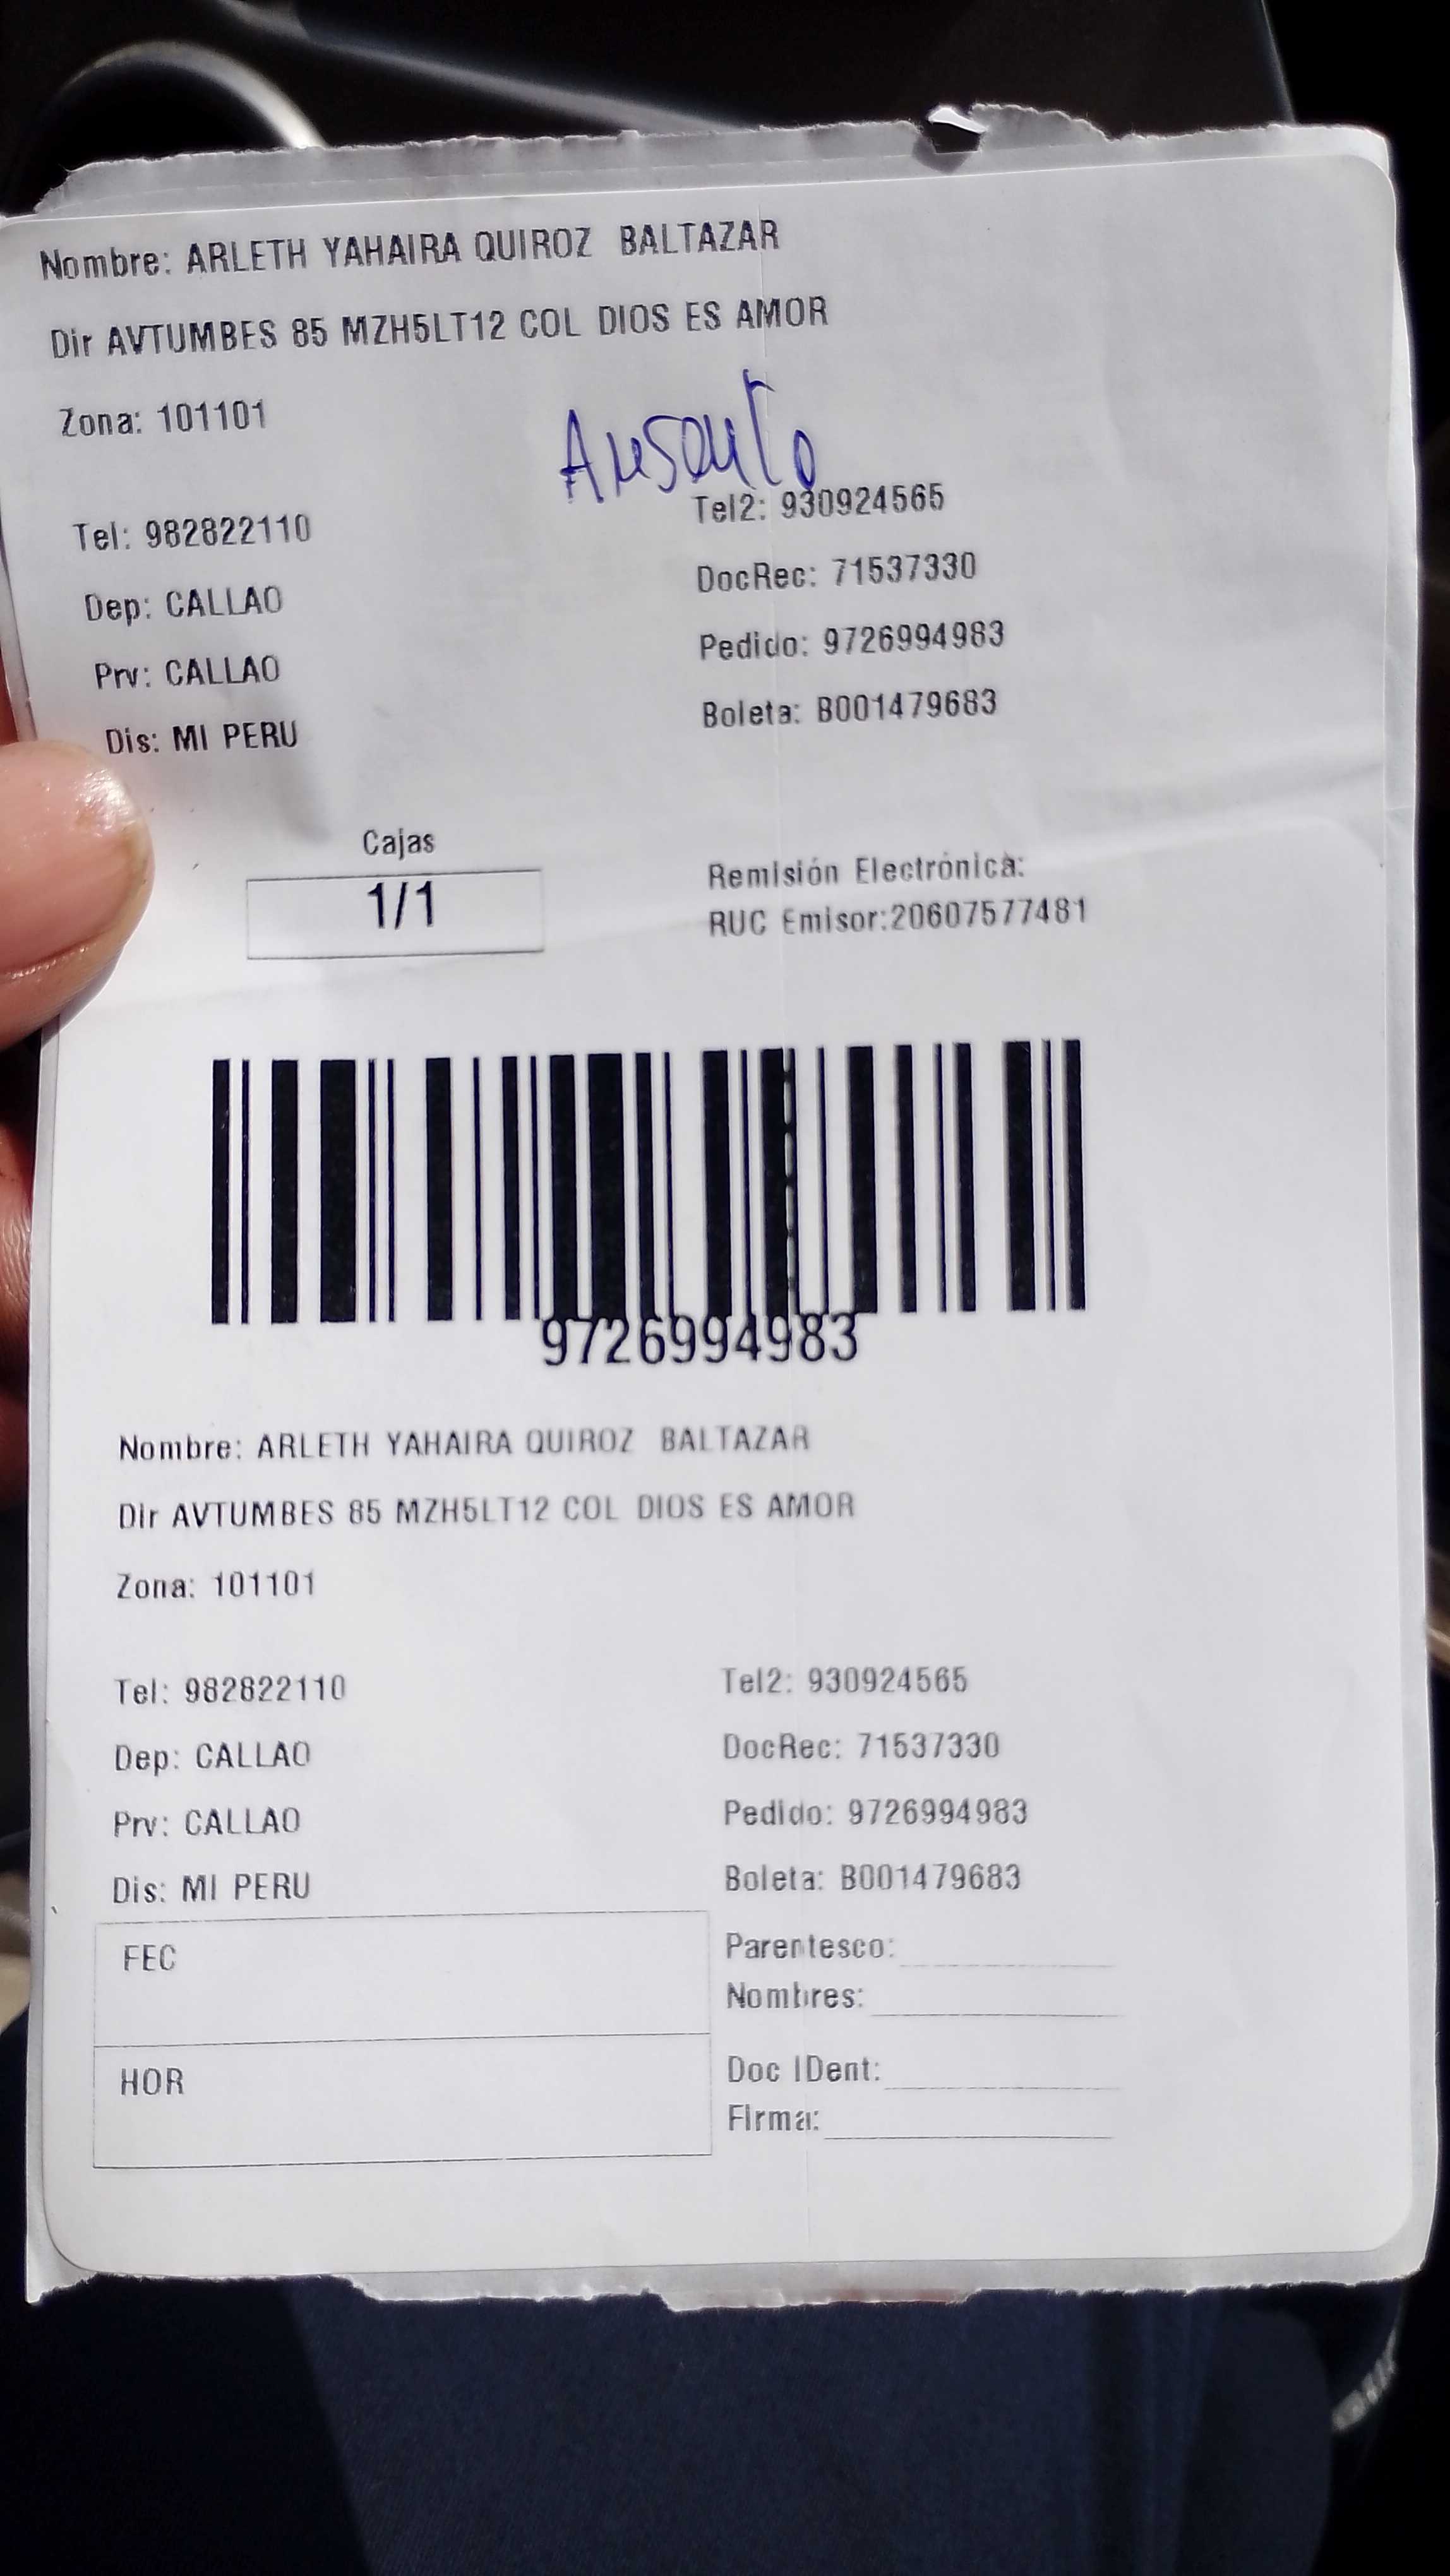 Nombre: ARLETH YAHAIRA QUIROZ BALTAZAR
Dir AVTUMBES 85 MZH5LT12 COL DIOS ES AMOR
Zona: 101101
Tel: 982822110 Tel2: 930924565
Dep: CALLAO DocRec: 71537330
Prv: CALLAO Pedido: 9726994983
Dis: MI PERU Boleta: B001479683
Cajas
1/1
Remisión Electrónica:
RUC Emisor:20607577481
9726994983
Nombre: ARLETH YAHAIRA QUIROZ BALTAZAR
Dir AVTUMBES 85 MZH5LT12 COL DIOS ES AMOR
Zona: 101101
Tel: 982822110 Tel2: 930924565
Dep: CALLAO DocRec: 71537330
Prv: CALLAO Pedido: 9726994983
Dis: MI PERU Boleta: B001479683
FEC
HOR
Parentesco:
Nombres:
Doc IDent:
Firma: